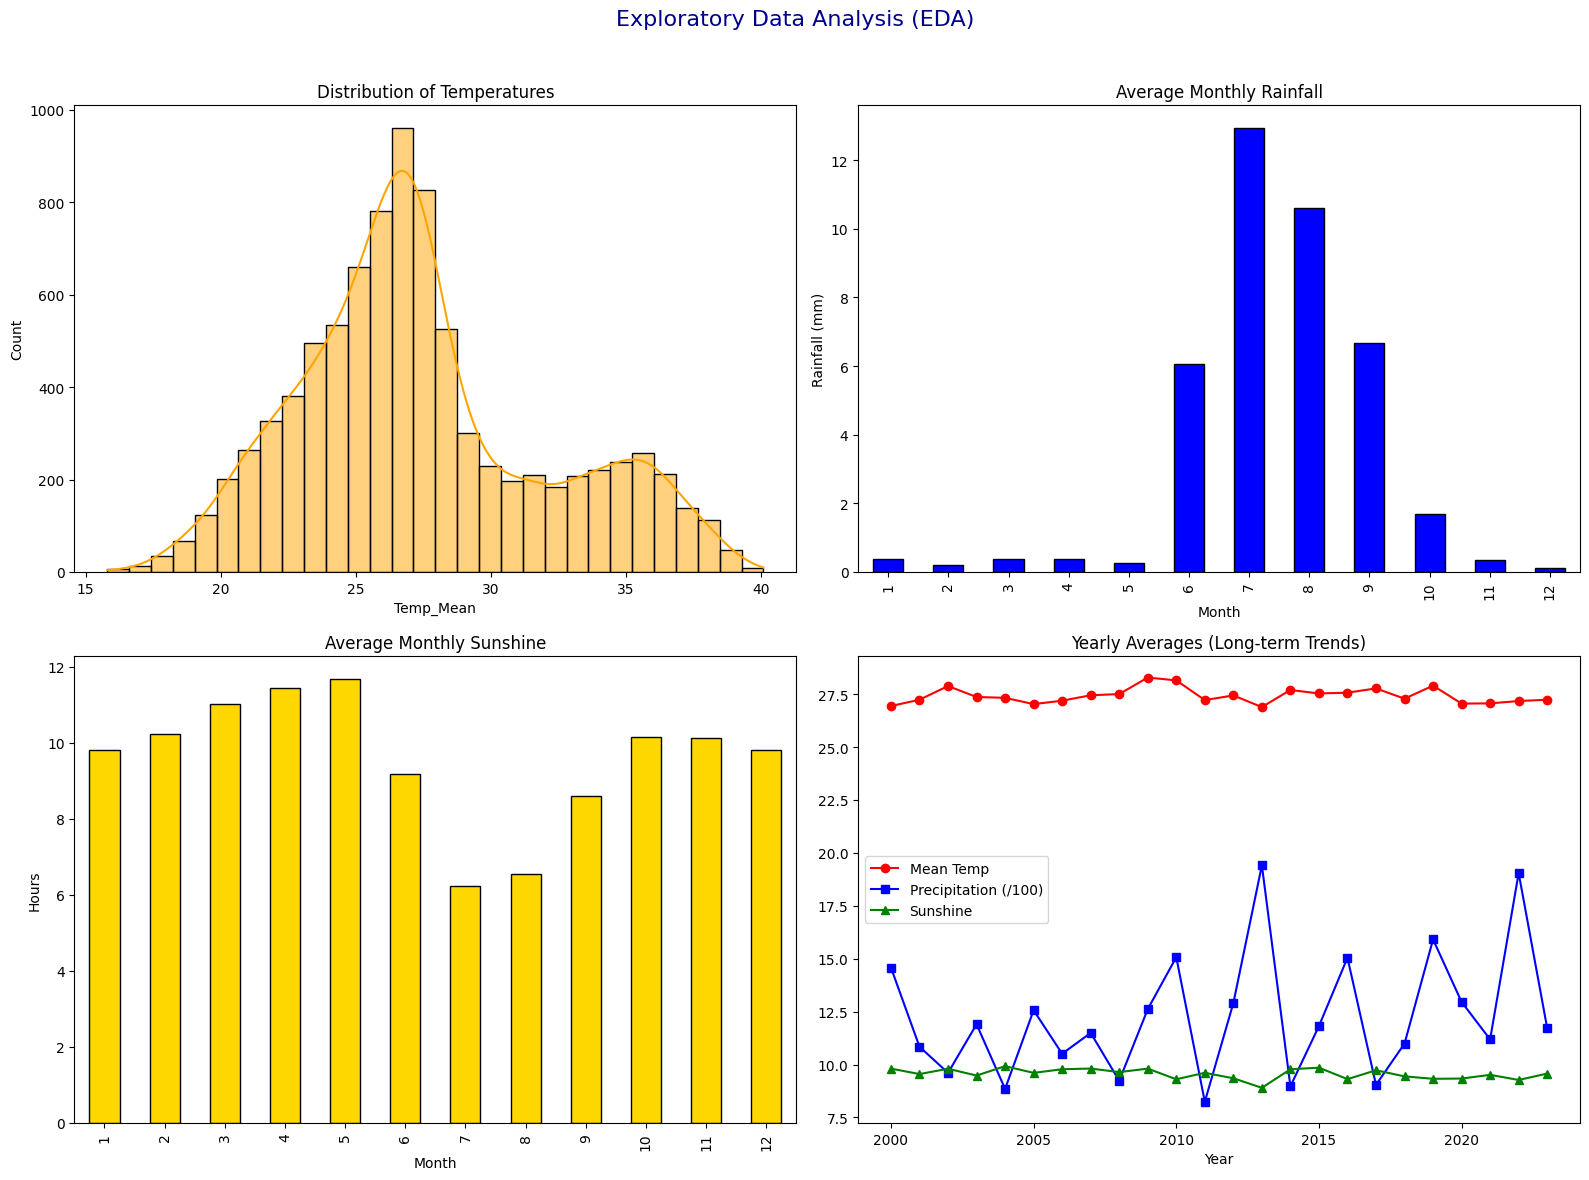 Exploratory Data Analysis (EDA)
Distribution of Temperatures
1000
800
600
400
200
0
Count
15 20 25 30 35 40
Temp_Mean
Average Monthly Rainfall
12
10
8
6
4
2
0
Rainfall (mm)
1 2 3 4 5 6 7 8 9 10 11 12
Month
Average Monthly Sunshine
12
10
8
6
4
2
0
Hours
1 2 3 4 5 6 7 8 9 10 11 12
Month
Yearly Averages (Long-term Trends)
27.5
25.0
22.5
20.0
17.5
15.0
12.5
10.0
7.5
Mean Temp
Precipitation (/100)
Sunshine
2000 2005 2010 2015 2020
Year